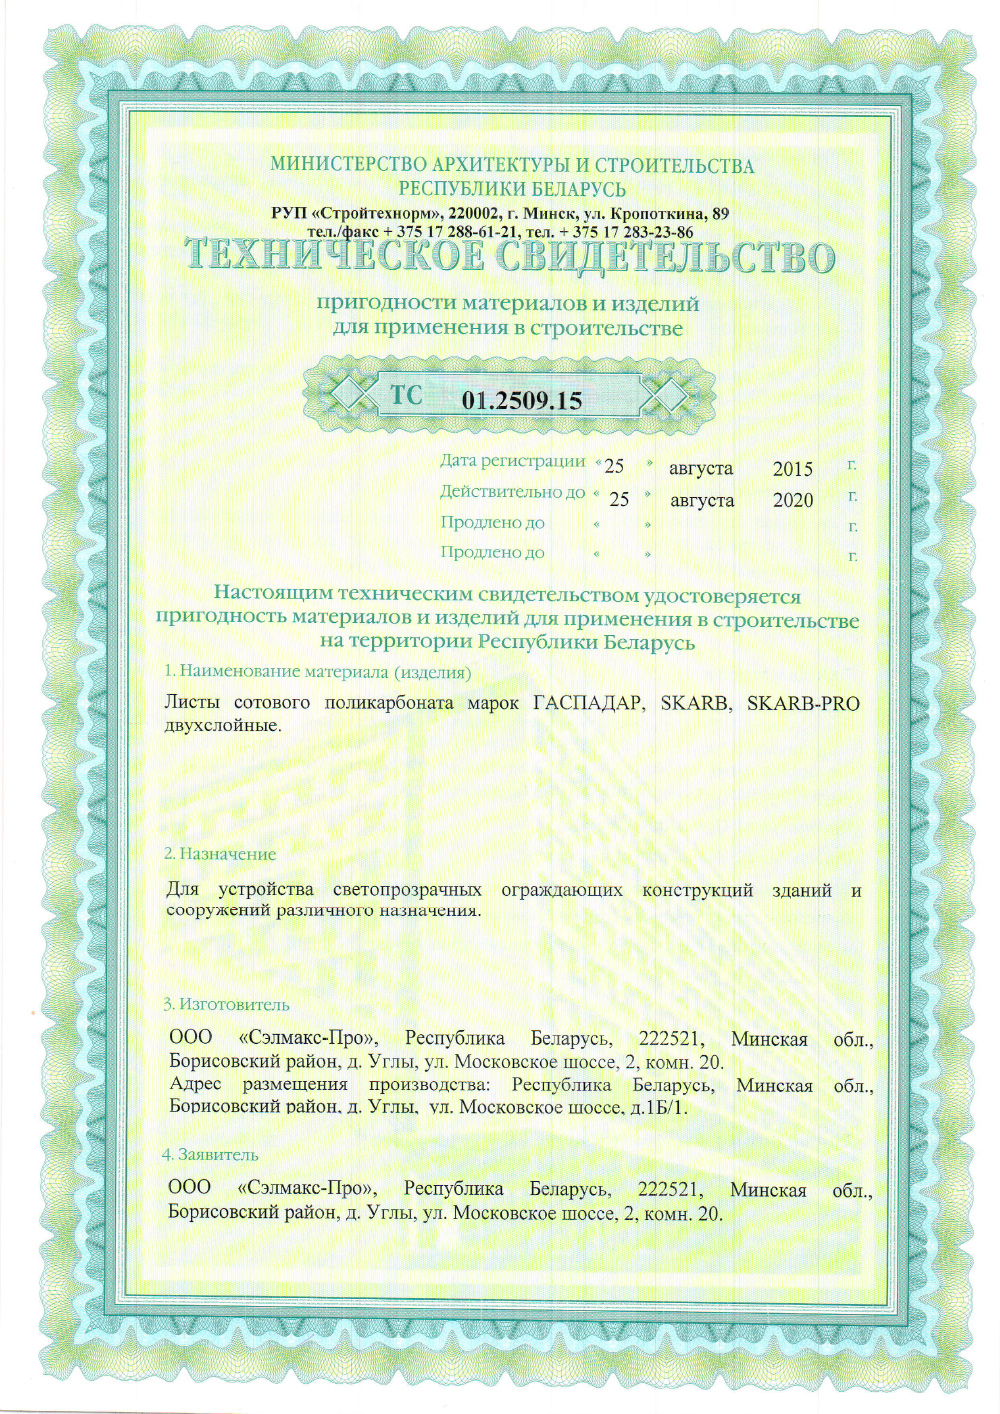 МИНИСТЕРСТВО АРХИТЕКТУРЫ И СТРОИТЕЛЬСТВА
РЕСПУБЛИКИ БЕЛАРУСЬ
РУП «Стройтехнорм», 220002, г. Минск, ул. Кропоткина, 89
тел./факс + 375 17 288-61-21, тел. + 375 17 283-23-86
ТЕХНИЧЕСКОЕ СВИДЕТЕЛЬСТВО
пригодности материалов и изделий
для применения в строительстве
ТС 01.2509.15
Дата регистрации « 25 » августа 2015 г.
Действительно до « 25 » августа 2020 г.
Продлено до « » г.
Продлено до « » г.
Настоящим техническим свидетельством удостоверяется
пригодность материалов и изделий для применения в строительстве
на территории Республики Беларусь
1. Наименование материала (изделия)
Листы сотового поликарбоната марок ГАСПАДАР, SKARB, SKARB-PRO
двухслойные.
2. Назначение
Для устройства светопрозрачных ограждающих конструкций зданий и
сооружений различного назначения.
3. Изготовитель
ООО «Сэлмакс-Про», Республика Беларусь, 222521, Минская обл.,
Борисовский район, д. Углы, ул. Московское шоссе, 2, комн. 20.
Адрес размещения производства: Республика Беларусь, Минская обл.,
Борисовский район, д. Углы, ул. Московское шоссе, д.1Б/1.
4. Заявитель
ООО «Сэлмакс-Про», Республика Беларусь, 222521, Минская обл.,
Борисовский район, д. Углы, ул. Московское шоссе, 2, комн. 20.